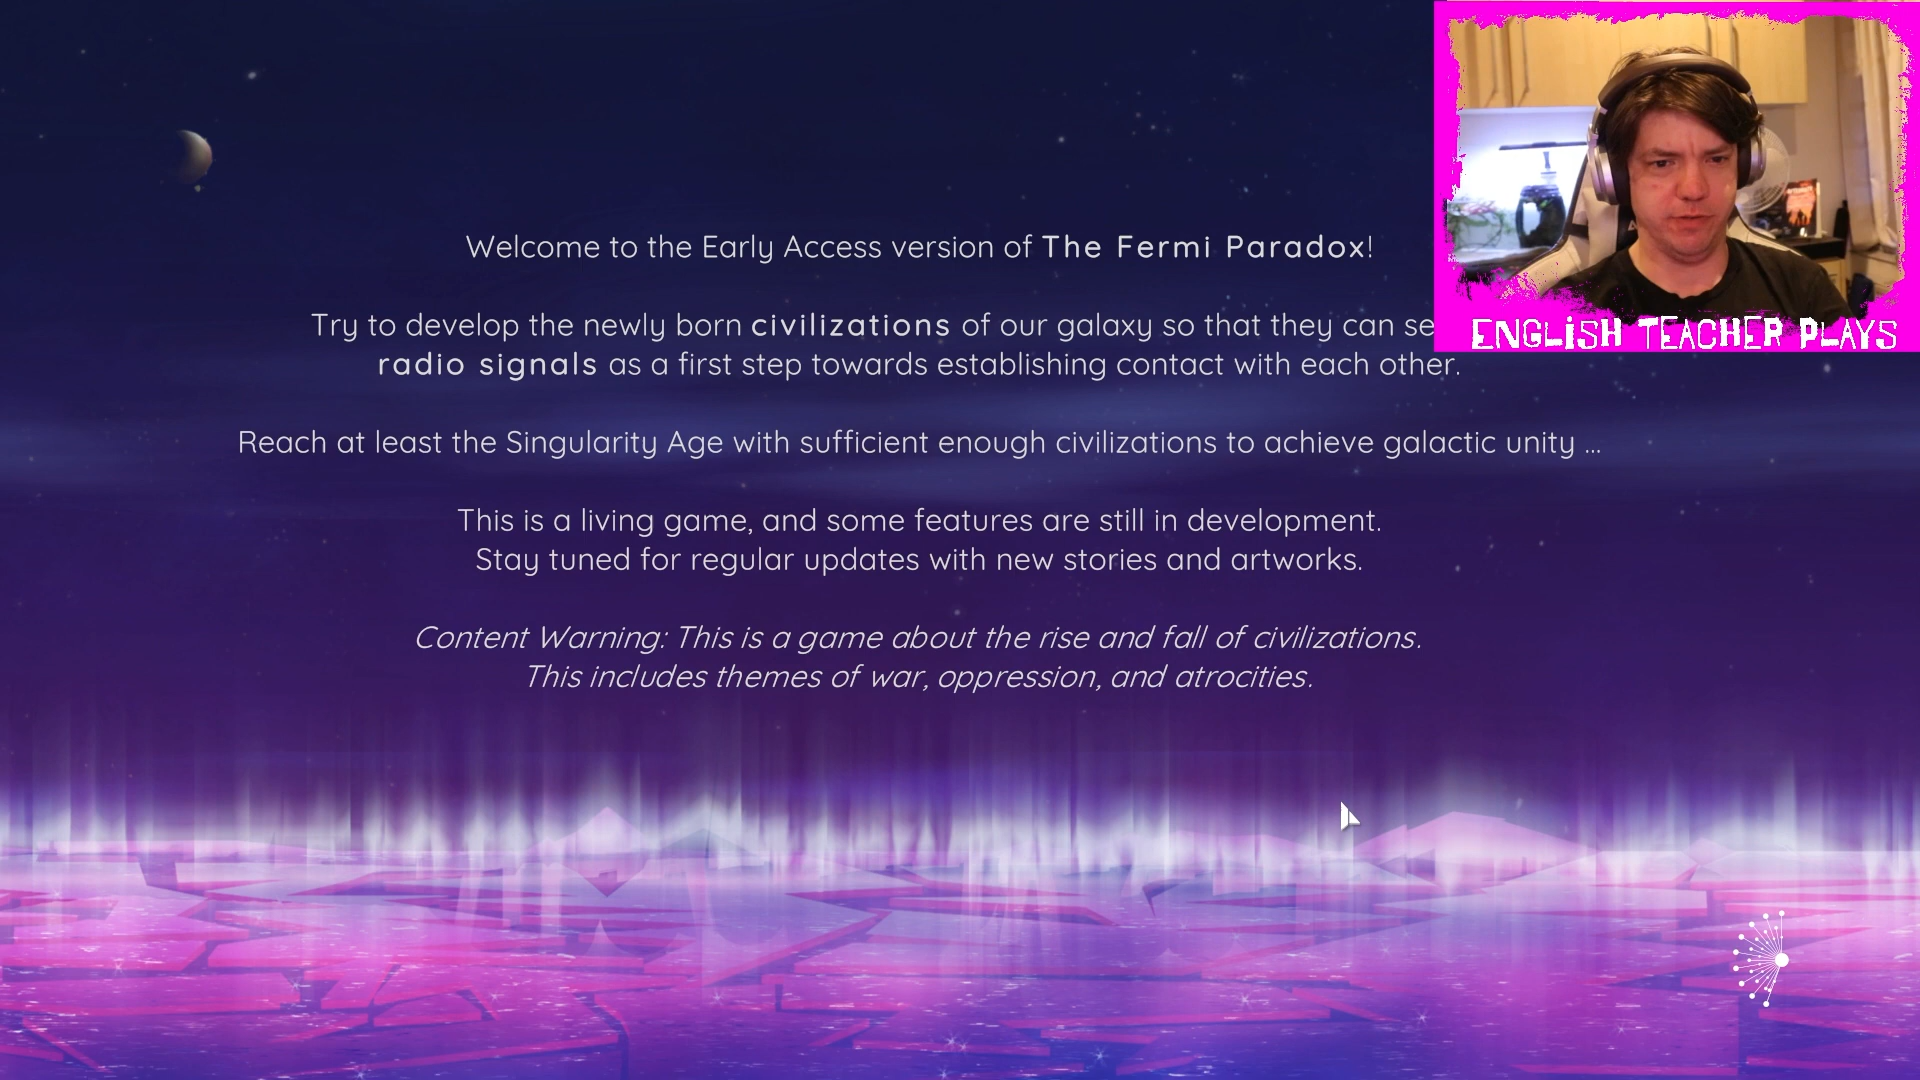 Welcome to the Early Access version of The Fermi Paradox!
Try to develop the newly born civilizations of our galaxy so that they can
radio signals as a first step towards establishing contact with each other.
Reach at least the Singularity Age with sufficient enough civilizations to achieve galactic unity ...
This is a living game, and some features are still in development.
Stay tuned for regular updates with new stories and artworks.
Content Warning: This is a game about the rise and fall of civilizations.
This includes themes of war, oppression, and atrocities.
ENGLISH TEACHER PLAYS